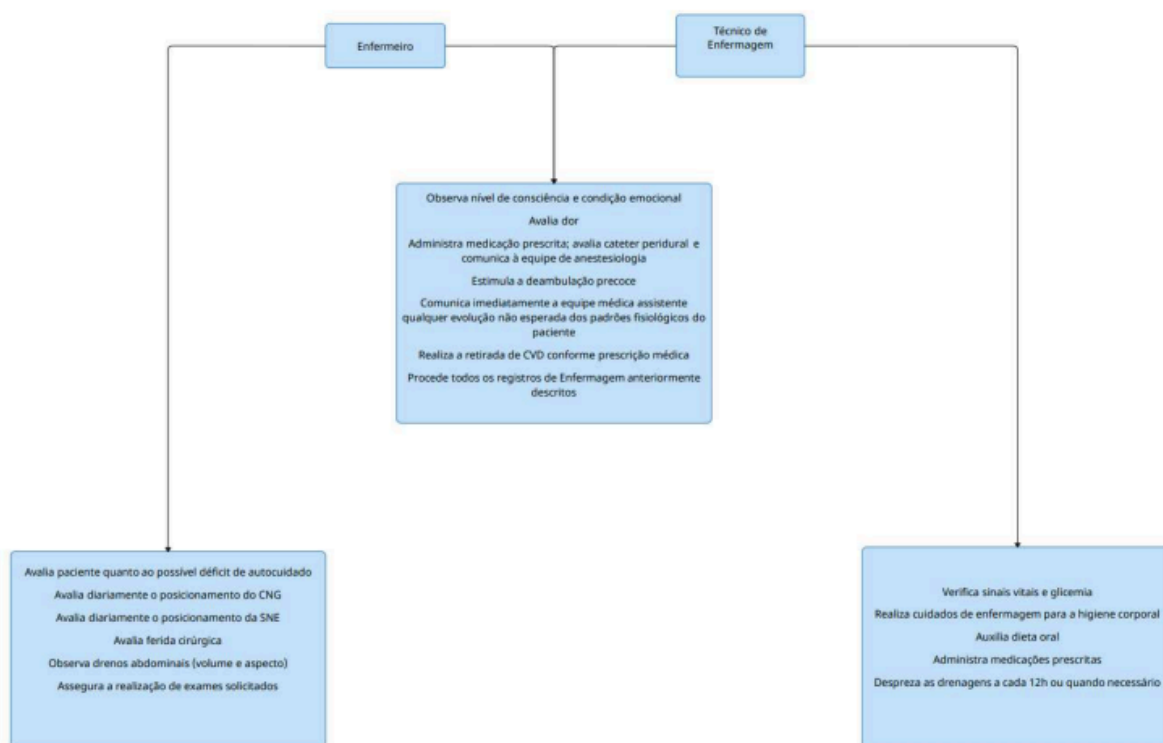 Enfermeiro
Técnico de
Enfermagem
Observa nível de consciência e condição emocional
Avalia dor
Administra medicação prescrita; avalia cateter peridural e
comunica à equipe de anestesiologia
Estimula a deambulação precoce
Comunica imediatamente a equipe médica assistente
qualquer evolução não esperada dos padrões fisiológicos do
paciente
Realiza a retirada de CVD conforme prescrição médica
Procede todos os registros de Enfermagem anteriormente
descritos
Avalia paciente quanto ao possível déficit de autocuidado
Avalia diariamente o posicionamento do CNG
Avalia diariamente o posicionamento da SNE
Avalia ferida cirúrgica
Observa drenos abdominais (volume e aspecto)
Assegura a realização de exames solicitados
Verifica sinais vitais e glicemia
Realiza cuidados de enfermagem para a higiene corporal
Auxilia dieta oral
Administra medicações prescritas
Despreza as drenagens a cada 12h ou quando necessário